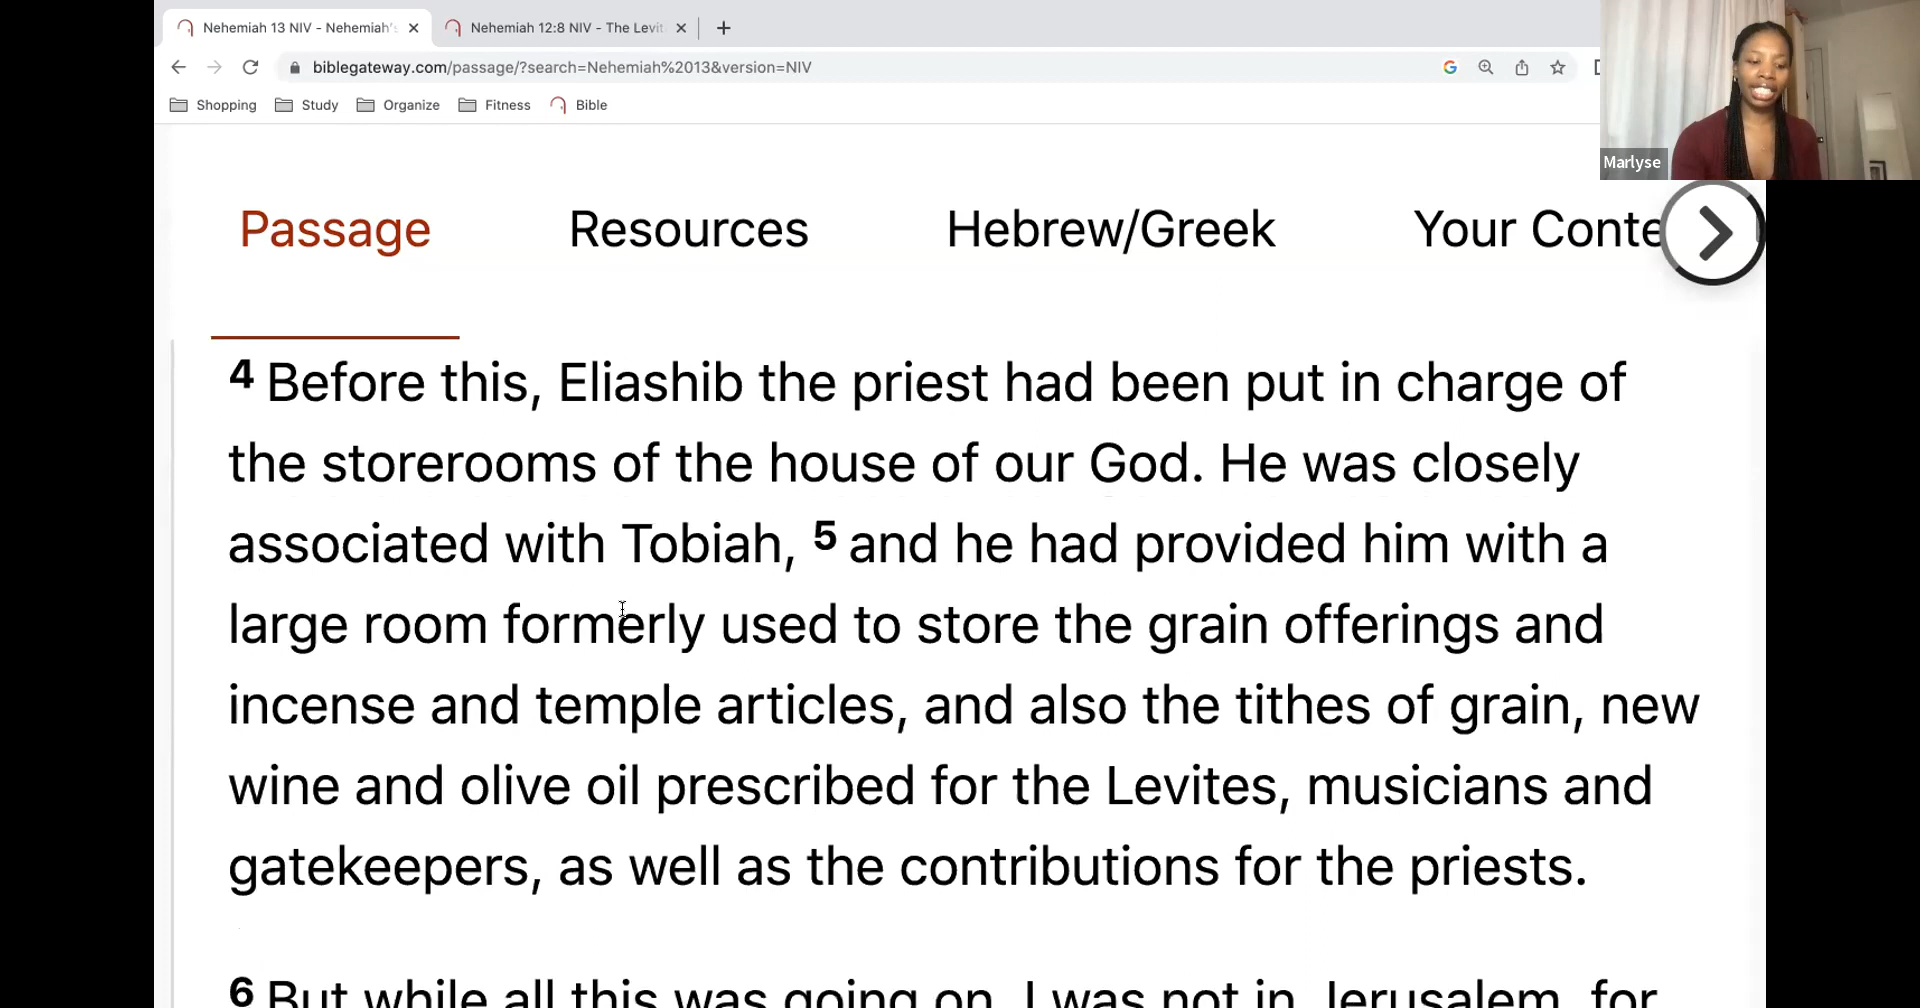 Nehemiah 13 NIV - Nehemiah's
Nehemiah 12:8 NIV - The Levit
biblegateway.com/passage/?search=Nehemiah%2013&version=NIV
Shopping Study Organize Fitness Bible
Marlyse
Passage Resources Hebrew/Greek Your Conte
4 Before this, Eliashib the priest had been put in charge of
the storerooms of the house of our God. He was closely
associated with Tobiah, 5 and he had provided him with a
large room formerly used to store the grain offerings and
incense and temple articles, and also the tithes of grain, new
wine and olive oil prescribed for the Levites, musicians and
gatekeepers, as well as the contributions for the priests.
6 But while all this was going on, I was not in Jerusalem, for